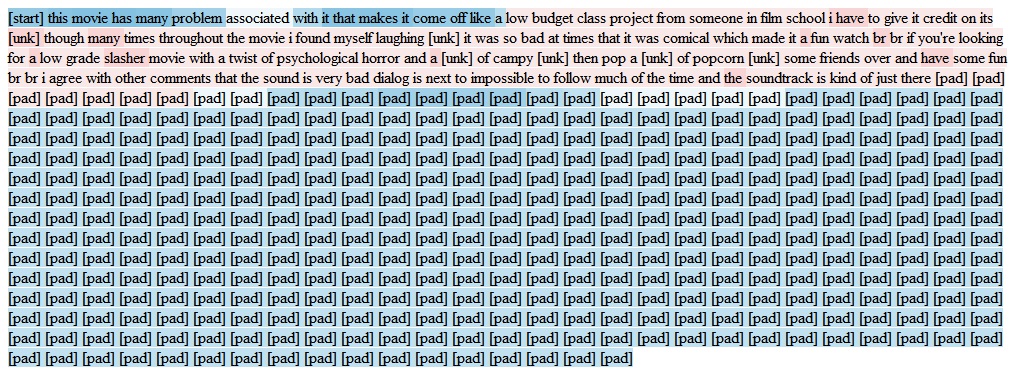 [start] this movie has many problem associated with it that makes it come off like a low budget class project from someone in film school i have to give it credit on its
[unk] though many times throughout the movie i found myself laughing [unk] it was so bad at times that it was comical which made it a fun watch br br if you're looking
for a low grade slasher movie with a twist of psychological horror and a [unk] of campy [unk] then pop a [unk] of popcorn [unk] some friends over and have some fun
br br i agree with other comments that the sound is very bad dialog is next to impossible to follow much of the time and the soundtrack is kind of just there [pad] [pad]
[pad] [pad] [pad] [pad] [pad] [pad] [pad] [pad] [pad] [pad] [pad] [pad] [pad] [pad] [pad] [pad] [pad] [pad] [pad] [pad] [pad] [pad] [pad] [pad] [pad] [pad] [pad]
[pad] [pad] [pad] [pad] [pad] [pad] [pad] [pad] [pad] [pad] [pad] [pad] [pad] [pad] [pad] [pad] [pad] [pad] [pad] [pad] [pad] [pad] [pad] [pad] [pad] [pad] [pad]
[pad] [pad] [pad] [pad] [pad] [pad] [pad] [pad] [pad] [pad] [pad] [pad] [pad] [pad] [pad] [pad] [pad] [pad] [pad] [pad] [pad] [pad] [pad] [pad] [pad] [pad] [pad]
[pad] [pad] [pad] [pad] [pad] [pad] [pad] [pad] [pad] [pad] [pad] [pad] [pad] [pad] [pad] [pad] [pad] [pad] [pad] [pad] [pad] [pad] [pad] [pad] [pad] [pad] [pad]
[pad] [pad] [pad] [pad] [pad] [pad] [pad] [pad] [pad] [pad] [pad] [pad] [pad] [pad] [pad] [pad] [pad] [pad] [pad] [pad] [pad] [pad] [pad] [pad] [pad] [pad] [pad]
[pad] [pad] [pad] [pad] [pad] [pad] [pad] [pad] [pad] [pad] [pad] [pad] [pad] [pad] [pad] [pad] [pad] [pad] [pad] [pad] [pad] [pad] [pad] [pad] [pad] [pad] [pad]
[pad] [pad] [pad] [pad] [pad] [pad] [pad] [pad] [pad] [pad] [pad] [pad] [pad] [pad] [pad] [pad] [pad] [pad] [pad] [pad] [pad] [pad] [pad] [pad] [pad] [pad] [pad]
[pad] [pad] [pad] [pad] [pad] [pad] [pad] [pad] [pad] [pad] [pad] [pad] [pad] [pad] [pad] [pad] [pad] [pad] [pad] [pad] [pad] [pad] [pad] [pad] [pad] [pad] [pad]
[pad] [pad] [pad] [pad] [pad] [pad] [pad] [pad] [pad] [pad] [pad] [pad] [pad] [pad] [pad] [pad] [pad] [pad] [pad] [pad] [pad] [pad] [pad] [pad] [pad] [pad] [pad]
[pad] [pad] [pad] [pad] [pad] [pad] [pad] [pad] [pad] [pad] [pad] [pad] [pad] [pad] [pad] [pad] [pad] [pad] [pad] [pad] [pad] [pad] [pad] [pad] [pad] [pad] [pad]
[pad] [pad] [pad] [pad] [pad] [pad] [pad] [pad] [pad] [pad] [pad] [pad] [pad] [pad] [pad] [pad] [pad] [pad] [pad] [pad] [pad] [pad] [pad] [pad] [pad] [pad] [pad]
[pad] [pad] [pad] [pad] [pad] [pad] [pad] [pad] [pad] [pad] [pad] [pad] [pad] [pad] [pad] [pad] [pad] [pad] [pad] [pad] [pad] [pad] [pad] [pad] [pad] [pad] [pad]
[pad] [pad] [pad] [pad] [pad] [pad] [pad] [pad] [pad] [pad] [pad] [pad] [pad] [pad] [pad] [pad] [pad] [pad] [pad] [pad] [pad] [pad] [pad] [pad] [pad] [pad] [pad]
[pad] [pad] [pad] [pad] [pad] [pad] [pad] [pad] [pad] [pad] [pad] [pad] [pad] [pad] [pad] [pad] [pad]